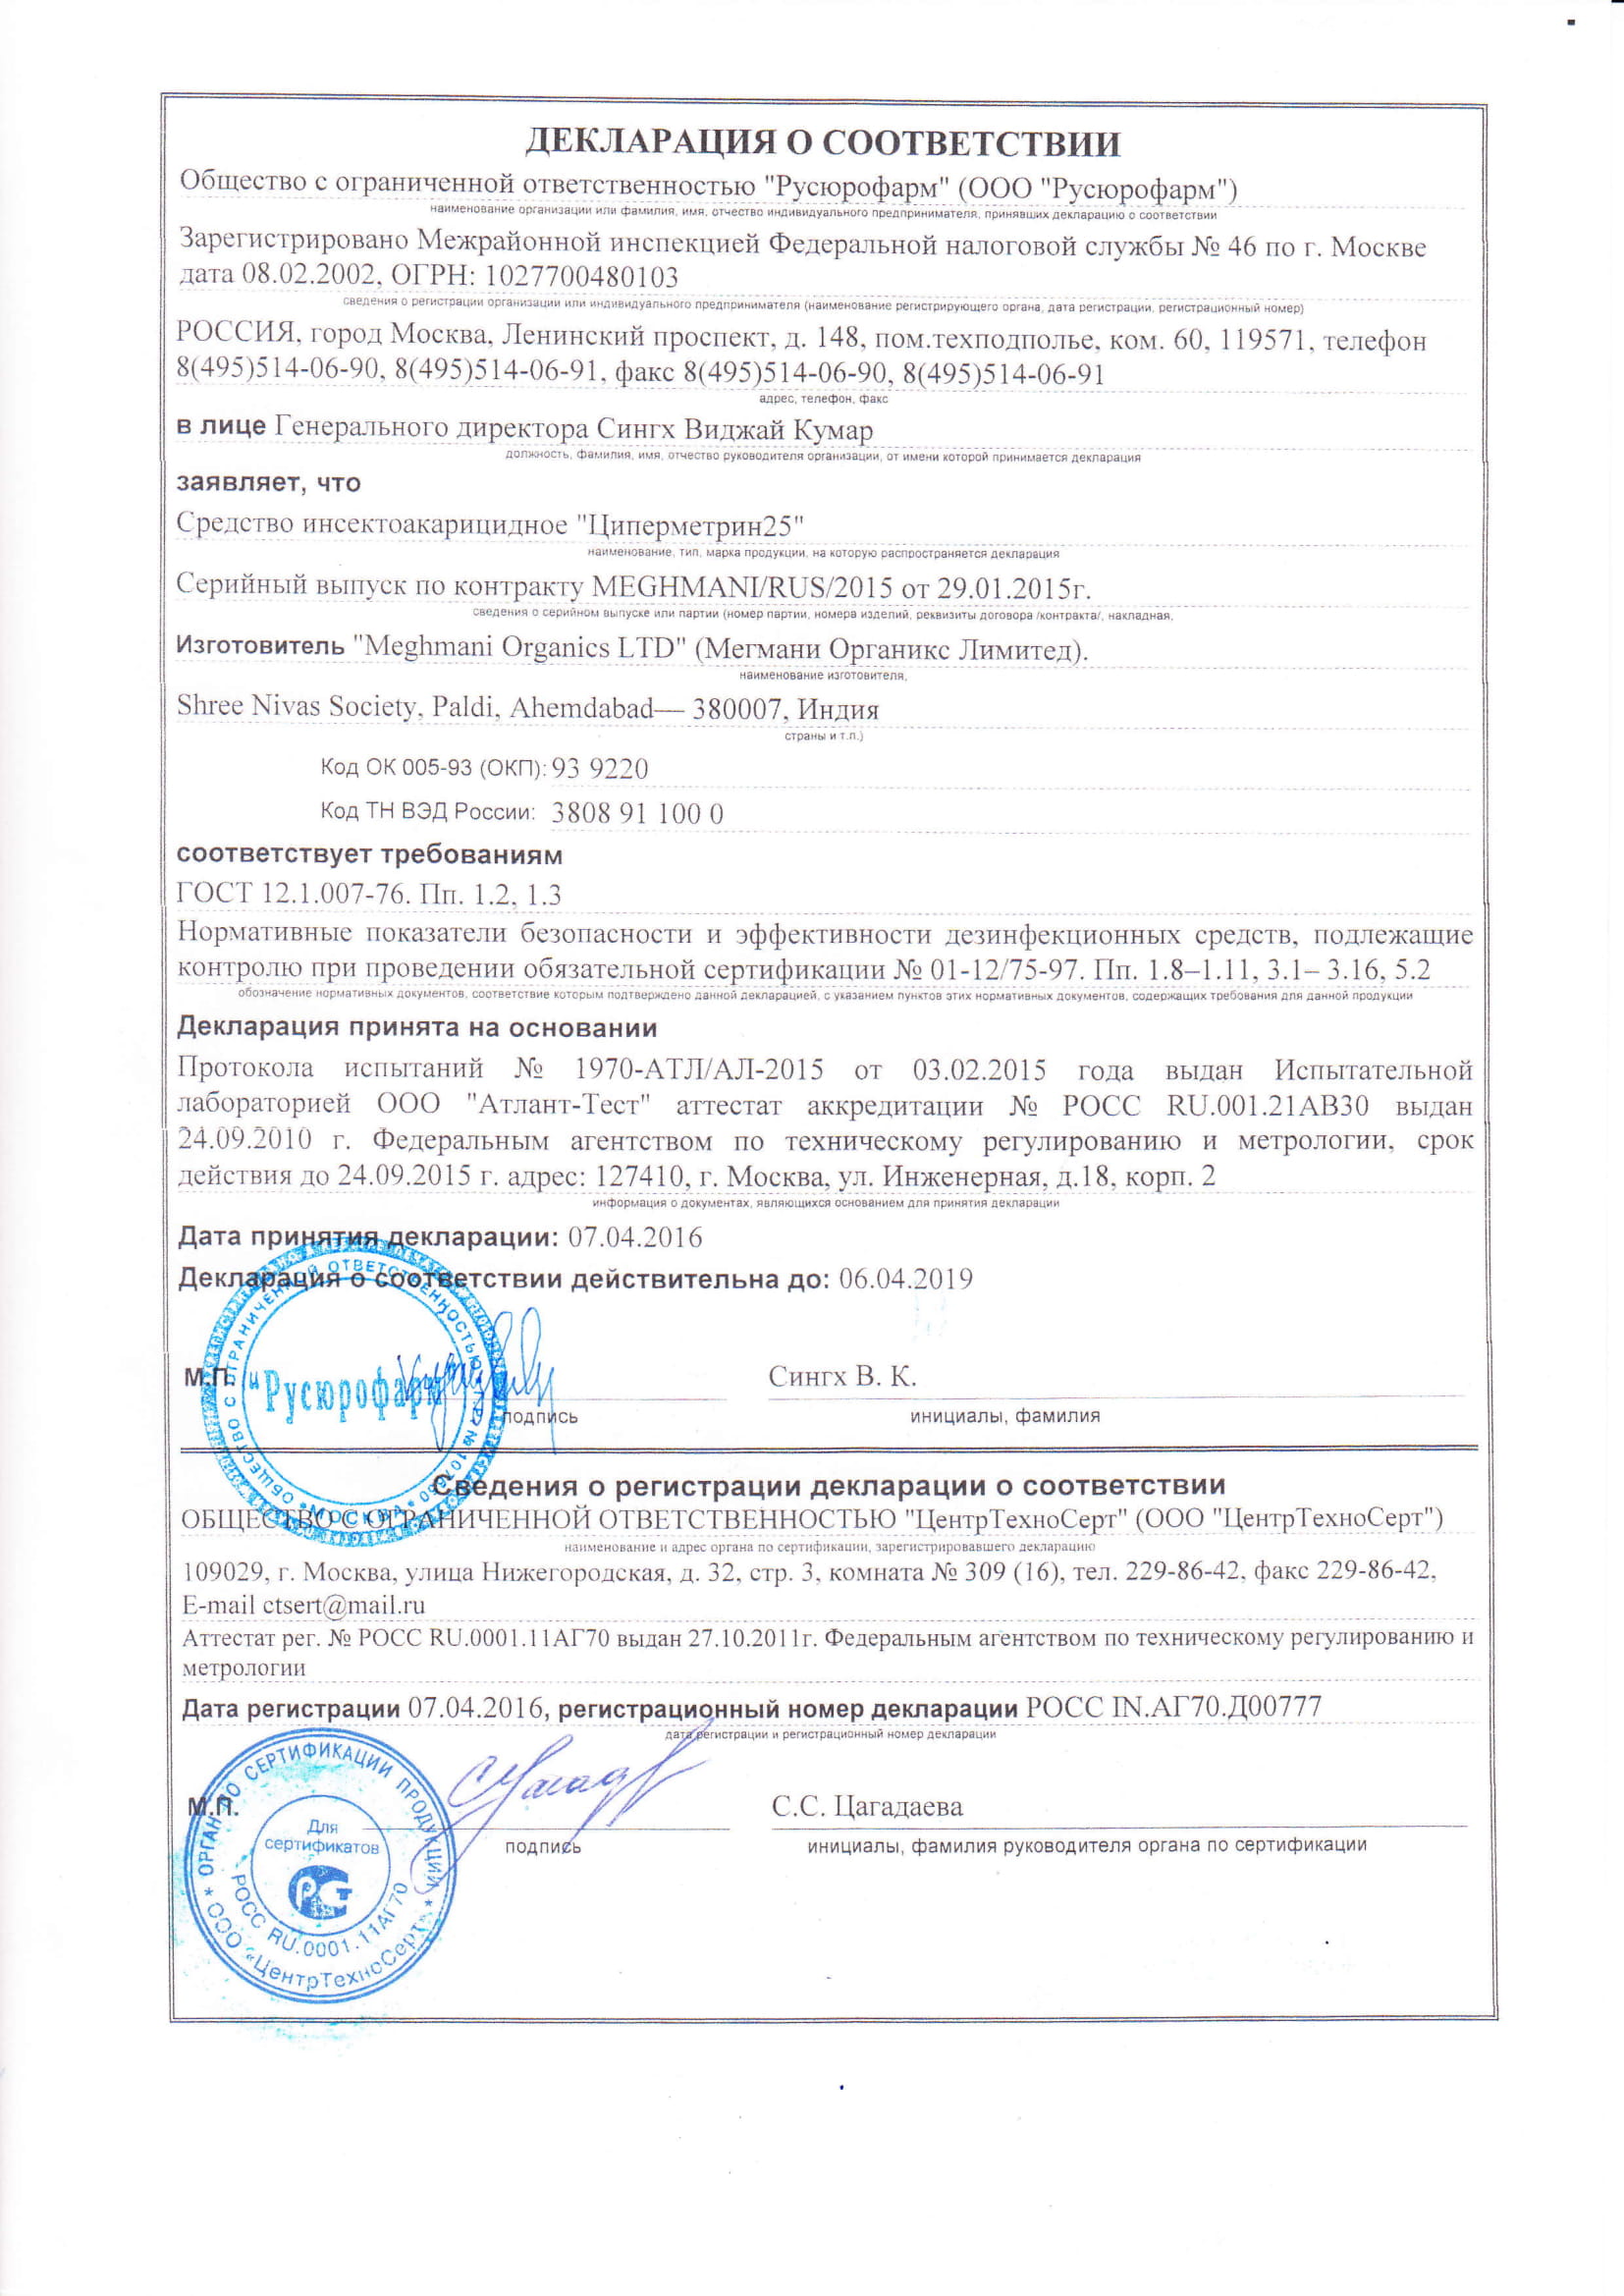 ДЕКЛАРАЦИЯ О СООТВЕТСТВИИ
Общество с ограниченной ответственностью "Русюрофарм" (ООО "Русюрофарм")
наименование организации или фамилия, имя, отчество индивидуального предпринимателя, принявших декларацию о соответствии
Зарегистрировано Межрайонной инспекцией Федеральной налоговой службы № 46 по г. Москве
дата 08.02.2002, ОГРН: 1027700480103
сведения о регистрации организации или индивидуального предпринимателя (наименование регистрирующего органа, дата регистрации, регистрационный номер)
РОССИЯ, город Москва, Ленинский проспект, д. 148, пом.техподполье, ком. 60, 119571, телефон
8(495)514-06-90, 8(495)514-06-91, факс 8(495)514-06-90, 8(495)514-06-91
адрес, телефон, факс
в лице Генерального директора Сингх Виджай Кумар
должность, фамилия, имя, отчество руководителя организации, от имени которой принимается декларация
заявляет, что
Средство инсектоакарицидное "Циперметрин25"
наименование, тип, марка продукции, на которую распространяется декларация
Серийный выпуск по контракту MEGHMANI/RUS/2015 от 29.01.2015г.
сведения о серийном выпуске или партии (номер партии, номера изделий, реквизиты договора /контракта/, накладная,
Изготовитель "Meghmani Organics LTD" (Мегмани Органикс Лимитед).
наименование изготовителя,
Shree Nivas Society, Paldi, Ahemdabad— 380007, Индия
страны и т.п.)
Код ОК 005-93 (ОКП): 93 9220
Код ТН ВЭД России: 3808 91 100 0
соответствует требованиям
ГОСТ 12.1.007-76. Пп. 1.2, 1.3
Нормативные показатели безопасности и эффективности дезинфекционных средств, подлежащие
контролю при проведении обязательной сертификации № 01-12/75-97. Пп. 1.8–1.11, 3.1– 3.16, 5.2
обозначение нормативных документов, соответствие которым подтверждено данной декларацией, с указанием пунктов этих нормативных документов, содержащих требования для данной продукции
Декларация принята на основании
Протокола испытаний № 1970-АТЛ/АЛ-2015 от 03.02.2015 года выдан Испытательной
лабораторией ООО "Атлант-Тест" аттестат аккредитации № РОСС RU.001.21АВ30 выдан
24.09.2010 г. Федеральным агентством по техническому регулированию и метрологии, срок
действия до 24.09.2015 г. адрес: 127410, г. Москва, ул. Инженерная, д.18, корп. 2
информация о документах, являющихся основанием для принятия декларации
Дата принятия декларации: 07.04.2016
Декларация о соответствии действительна до: 06.04.2019
ОБЩЕСТВО С ОГРАНИЧЕННОЙ ОТВЕТСТВЕННОСТЬЮ
"Русюрофарм"
МОСКВА
М.П.
Сингх В. К.
подпись
инициалы, фамилия
Сведения о регистрации декларации о соответствии
ОБЩЕСТВО С ОГРАНИЧЕННОЙ ОТВЕТСТВЕННОСТЬЮ "ЦентрТехноСерт" (ООО "ЦентрТехноСерт")
наименование и адрес органа по сертификации, зарегистрировавшего декларацию
109029, г. Москва, улица Нижегородская, д. 32, стр. 3, комната № 309 (16), тел. 229-86-42, факс 229-86-42,
E-mail ctsert@mail.ru
Аттестат рег. № РОСС RU.0001.11АГ70 выдан 27.10.2011г. Федеральным агентством по техническому регулированию и
метрологии
Дата регистрации 07.04.2016, регистрационный номер декларации РОСС IN.АГ70.Д00777
дата регистрации и регистрационный номер декларации
М.П.
С.С. Цагадаева
подпись
инициалы, фамилия руководителя органа по сертификации
ОРГАН ПО СЕРТИФИКАЦИИ ПРОДУКЦИИ
Для
сертификатов
РОСС RU.0001.11АГ70
ООО «ЦентрТехноСерт»